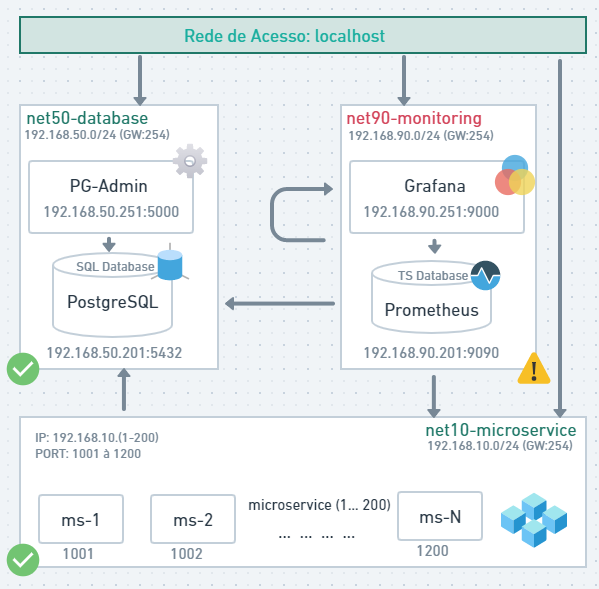 Rede de Acesso: localhost
net50-database
192.168.50.0/24 (GW:254)
PG-Admin
192.168.50.251:5000
SQL Database
PostgreSQL
192.168.50.201:5432
net90-monitoring
192.168.90.0/24 (GW:254)
Grafana
192.168.90.251:9000
TS Database
Prometheus
192.168.90.201:9090
net10-microservice
192.168.10.0/24 (GW:254)
IP: 192.168.10.(1-200)
PORT: 1001 à 1200
ms-1
1001
ms-2
1002
microservice (1... 200)
... ... ... ...
ms-N
1200